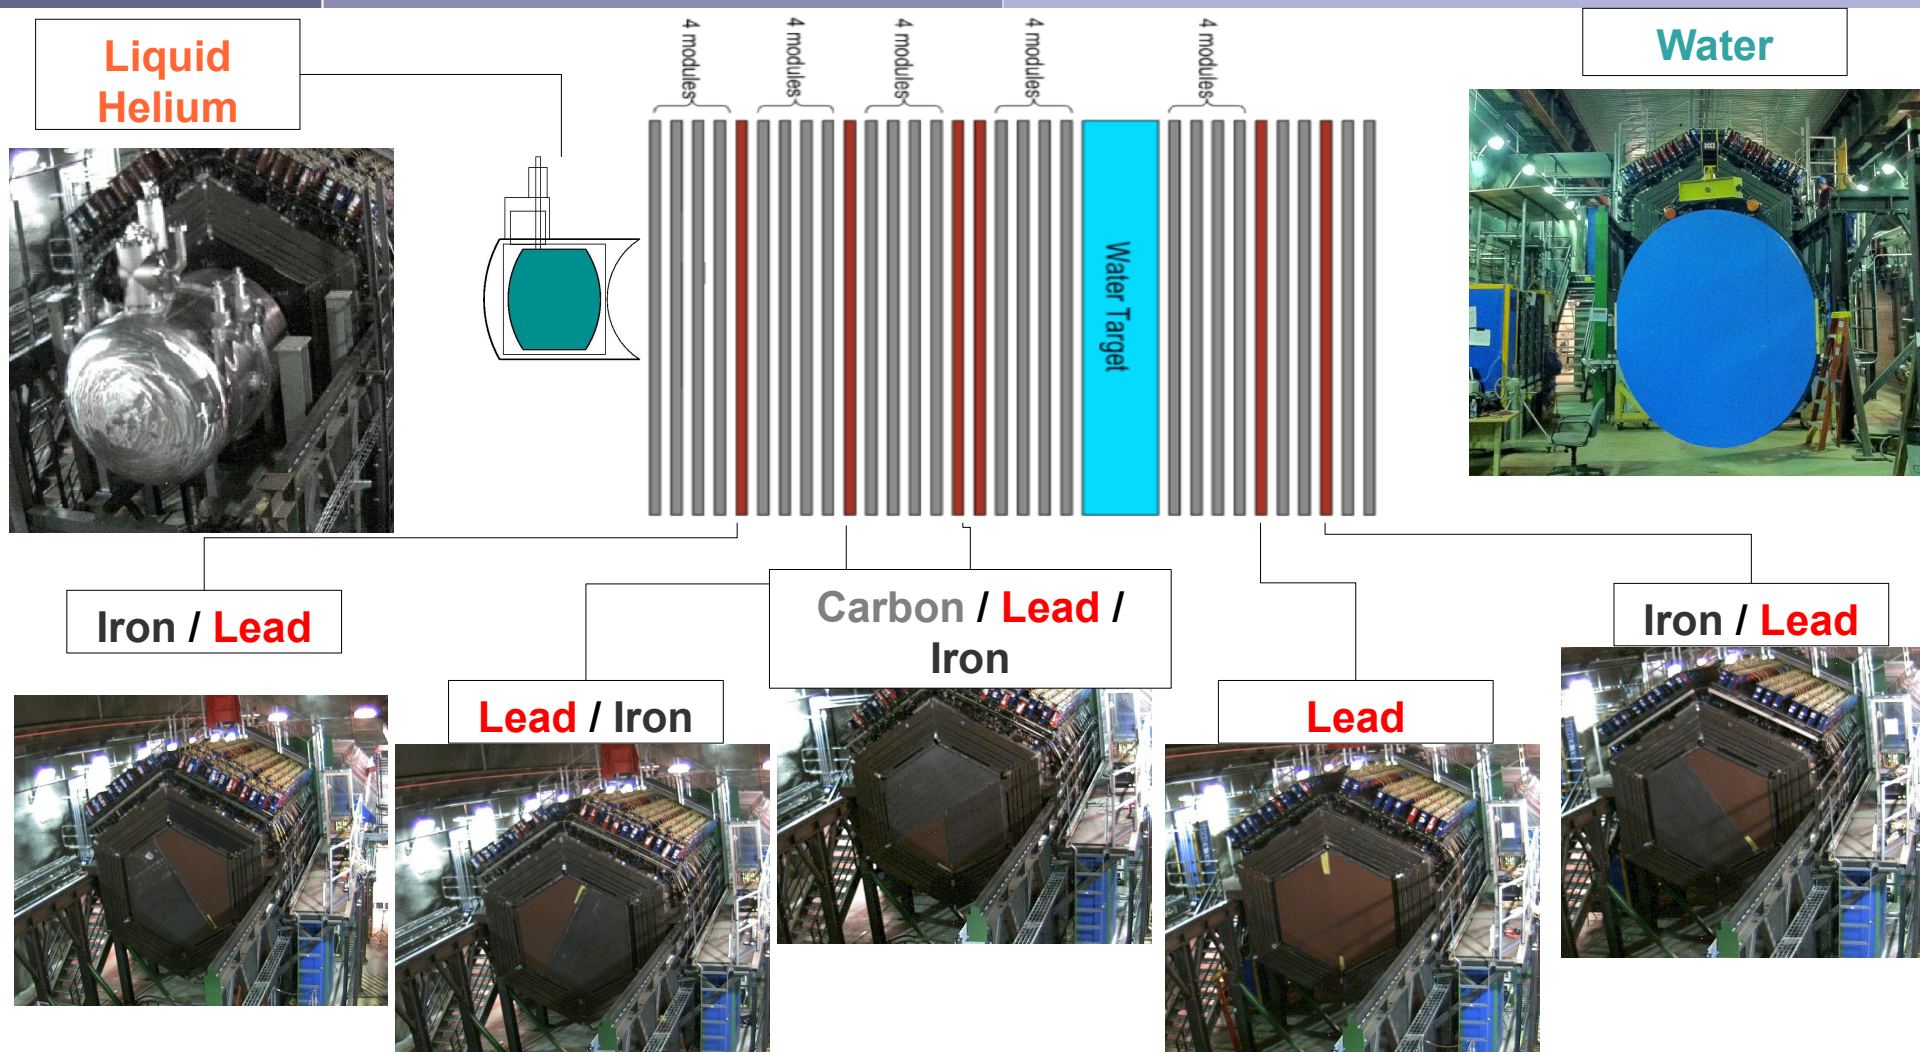 Liquid
Helium
4 modules
4 modules
4 modules
4 modules
4 modules
Water
Water Target
Iron / Lead
Lead / Iron
Carbon / Lead /
Iron
Lead
Iron / Lead